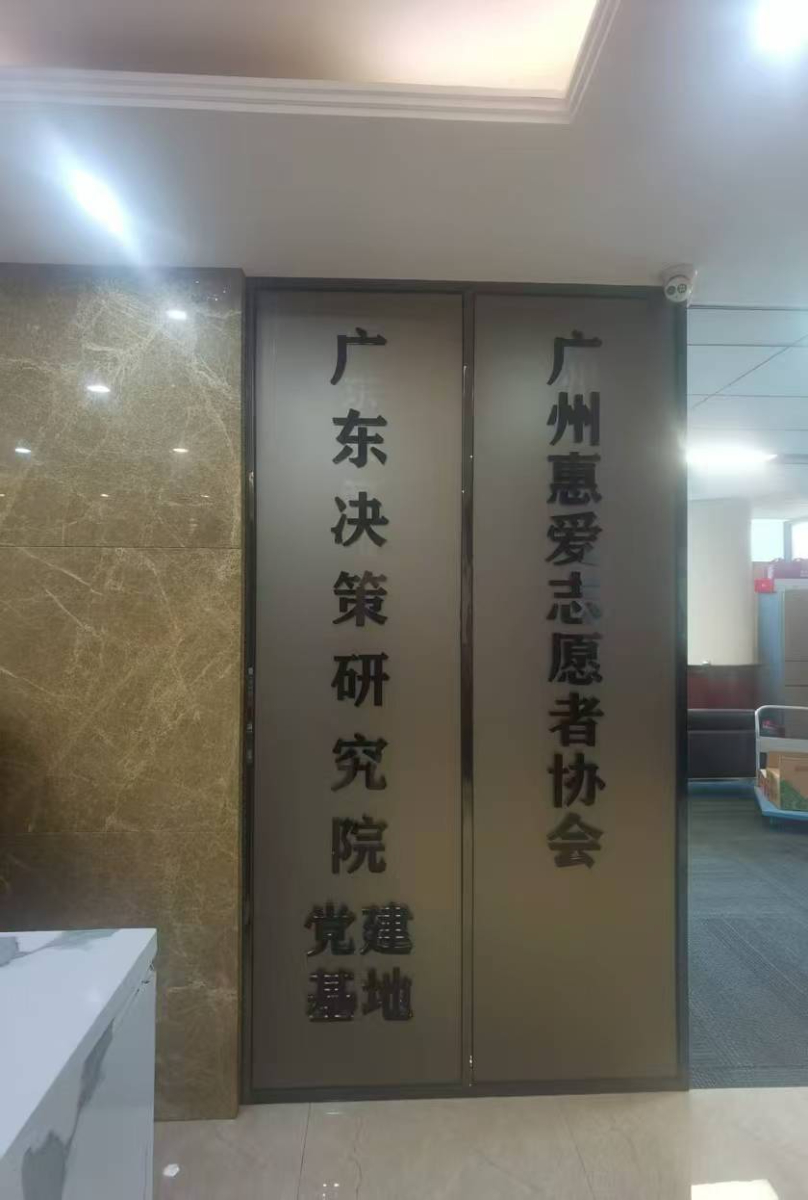 广东决策研究院
党建
基地
广州惠爱志愿者协会